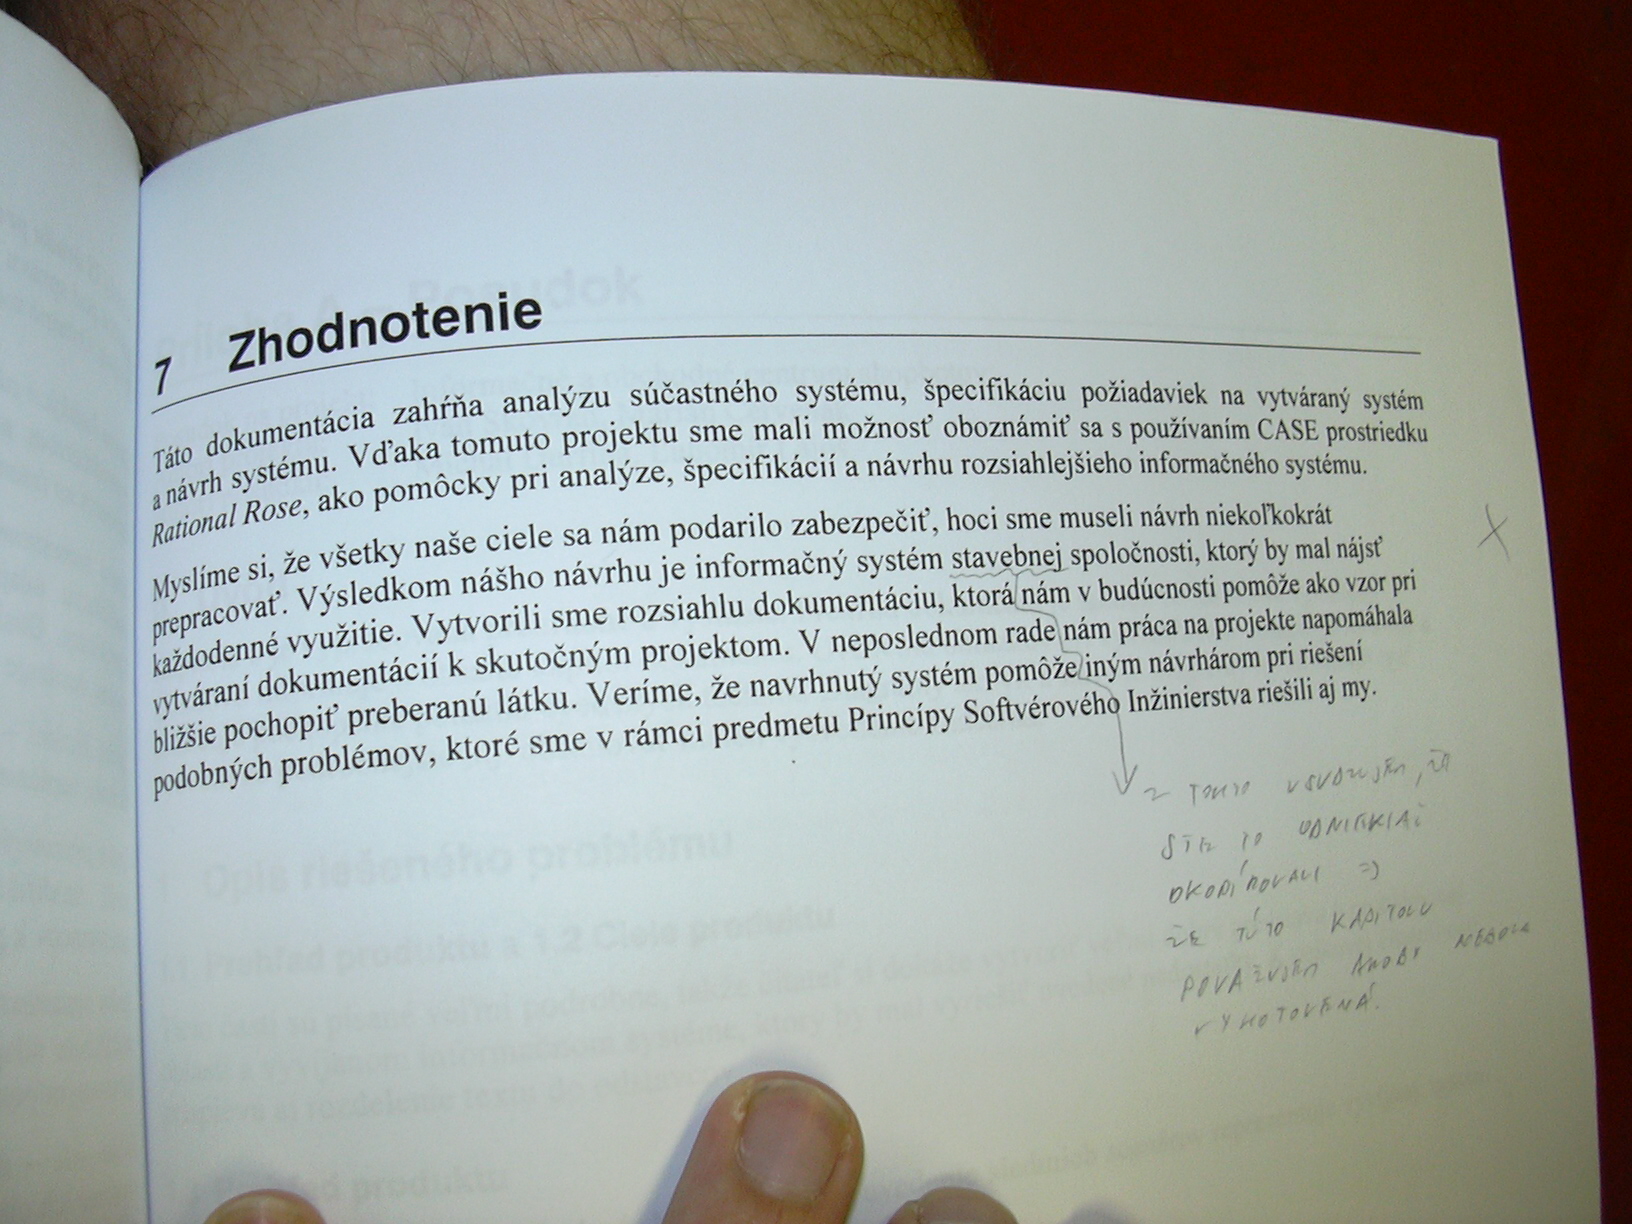 7 Zhodnotenie
Táto dokumentácia zahŕňa analýzu súčastného systému, špecifikáciu požiadaviek na vytváraný systém
a návrh systému. Vďaka tomuto projektu sme mali možnosť oboznámiť sa s používaním CASE prostriedku
Rational Rose, ako pomôcky pri analýze, špecifikácií a návrhu rozsiahlejšieho informačného systému.
Myslíme si, že všetky naše ciele sa nám podarilo zabezpečiť, hoci sme museli návrh niekoľkokrát
prepracovať. Výsledkom nášho návrhu je informačný systém stavebnej spoločnosti, ktorý by mal nájsť
každodenné využitie. Vytvorili sme rozsiahlu dokumentáciu, ktorá nám v budúcnosti pomôže ako vzor pri
vytváraní dokumentácií k skutočným projektom. V neposlednom rade nám práca na projekte napomáhala
bližšie pochopiť preberanú látku. Veríme, že navrhnutý systém pomôže iným návrhárom pri riešení
podobných problémov, ktoré sme v rámci predmetu Princípy Softvérového Inžinierstva riešili aj my.
Z TOHTO USUDZUJEM, ŽE
STE TO ODNIEKIAĽ
OKOPÍROVALI =>
ŽE TÚTO KAPITOLU
POVAŽUJEM AKOBY NEBOLA
VYHOTOVENÁ.